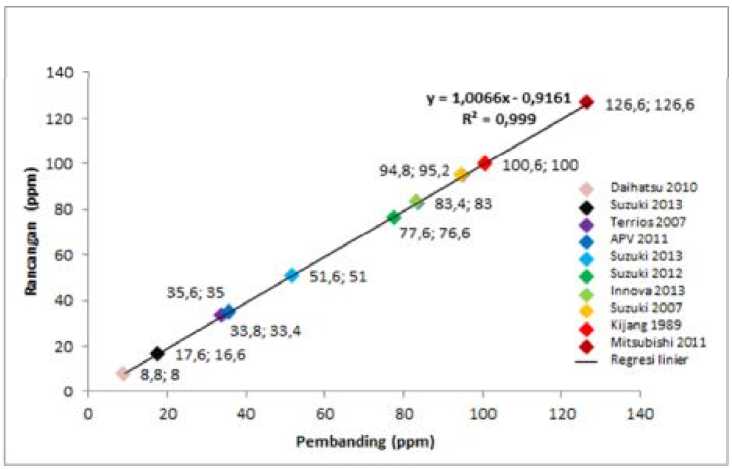 140
120
100
80
60
40
20
0
Rancangan (ppm)
y = 1,0066x - 0,9161
R² = 0,999
126,6; 126,6
94,8; 95,2
100,6; 100
83,4; 83
77,6; 76,6
51,6; 51
35,6; 35
33,8; 33,4
17,6; 16,6
8,8; 8
Daihatsu 2010
Suzuki 2013
Terrios 2007
APV 2011
Suzuki 2013
Suzuki 2012
Innova 2013
Suzuki 2007
Kijang 1989
Mitsubishi 2011
Regresi linier
0 20 40 60 80 100 120 140
Pembanding (ppm)